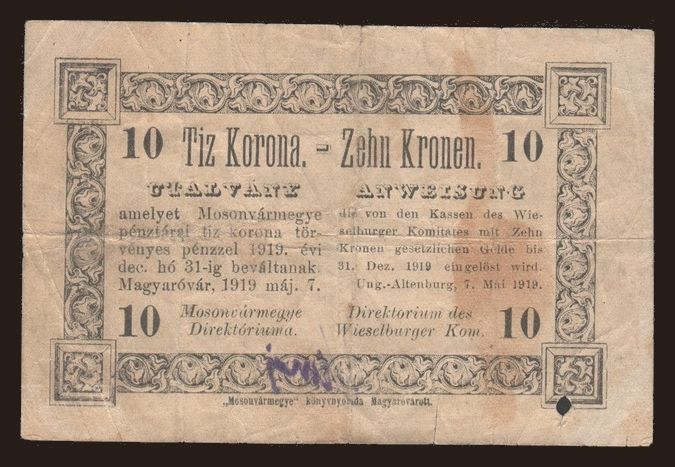 10 Tiz Korona. - Zehn Kronen. 10
UTALVÁNY
amelyet Mosonvármegye
pénztárai tiz korona tör-
vényes pénzzel 1919. évi
dec. hó 31-ig beváltanak.
Magyaróvár, 1919 máj. 7.
10 Mosonvármegye
Direktóriuma.
ANWEISUNG
die von den Kassen des Wie-
selburger Komitates mit Zehn
Kronen gesetzlichen Gelde bis
31. Dez. 1919 eingelöst wird.
Ung.-Altenburg, 7. Mai 1919.
Direktorium des
Wieselburger Kom. 10
„Mosonvármegye" könyvnyomda Magyaróvárott.